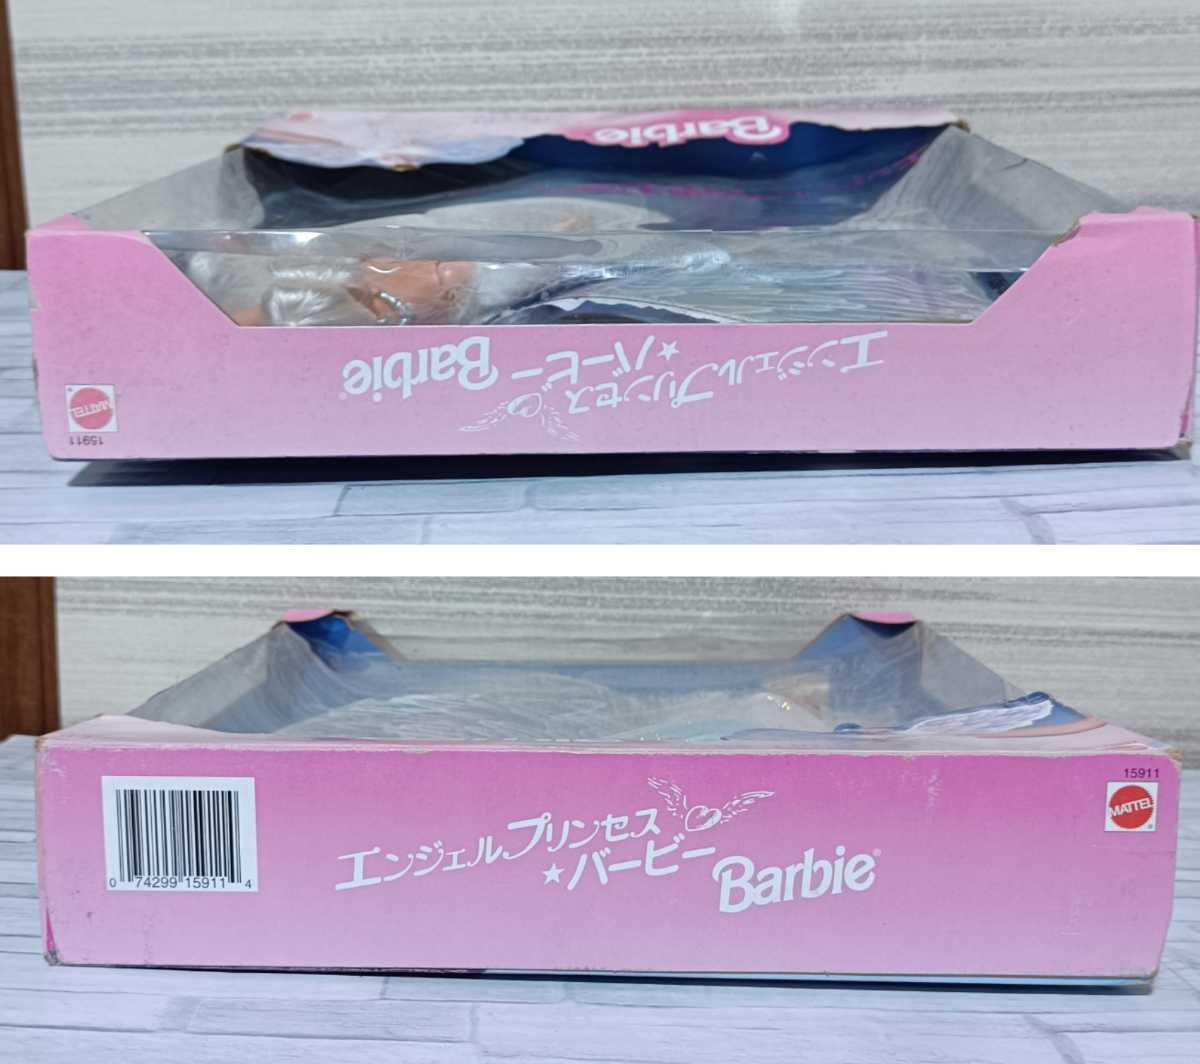 Barbie
エンジェルプリンセス
★バービー Barbie®
MATTEL®
15911
15911
MATTEL®
エンジェルプリンセス
★バービー Barbie®
0 74299 15911 4